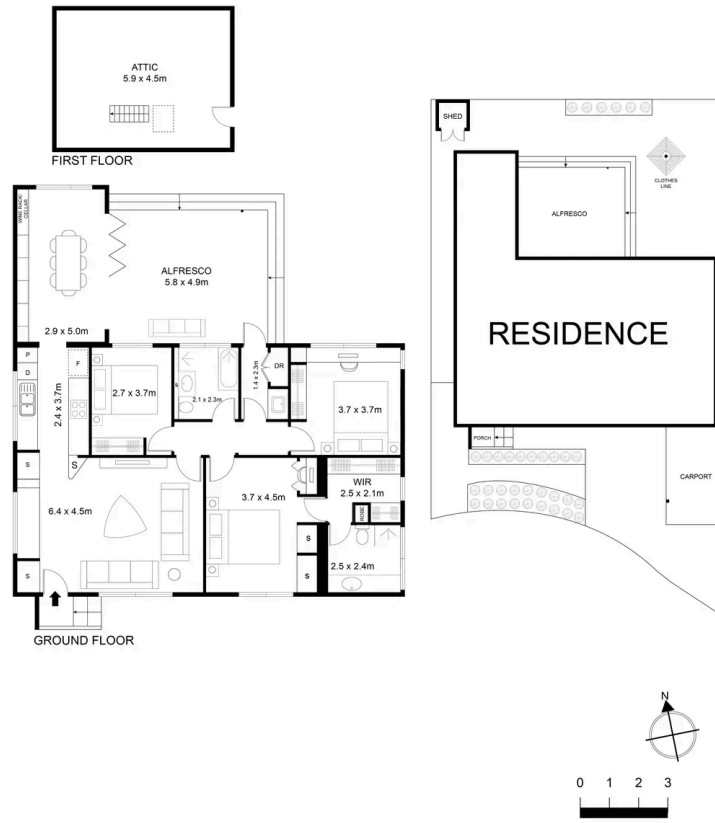 ATTIC
5.9 x 4.5m
FIRST FLOOR
WINE RACK/
CELLAR
ALFRESCO
5.8 x 4.9m
2.9 x 5.0m
P
D
F
2.4 x 3.7m
2.7 x 3.7m
S
2.1 x 2.3m
1.4 x 2.3m
DR
3.7 x 3.7m
S
S
6.4 x 4.5m
S
3.7 x 4.5m
WIR
2.5 x 2.1m
ROBE
S
S
2.5 x 2.4m
GROUND FLOOR
SHED
CLOTHES
LINE
ALFRESCO
RESIDENCE
PORCH
CARPORT
N
0 1 2 3